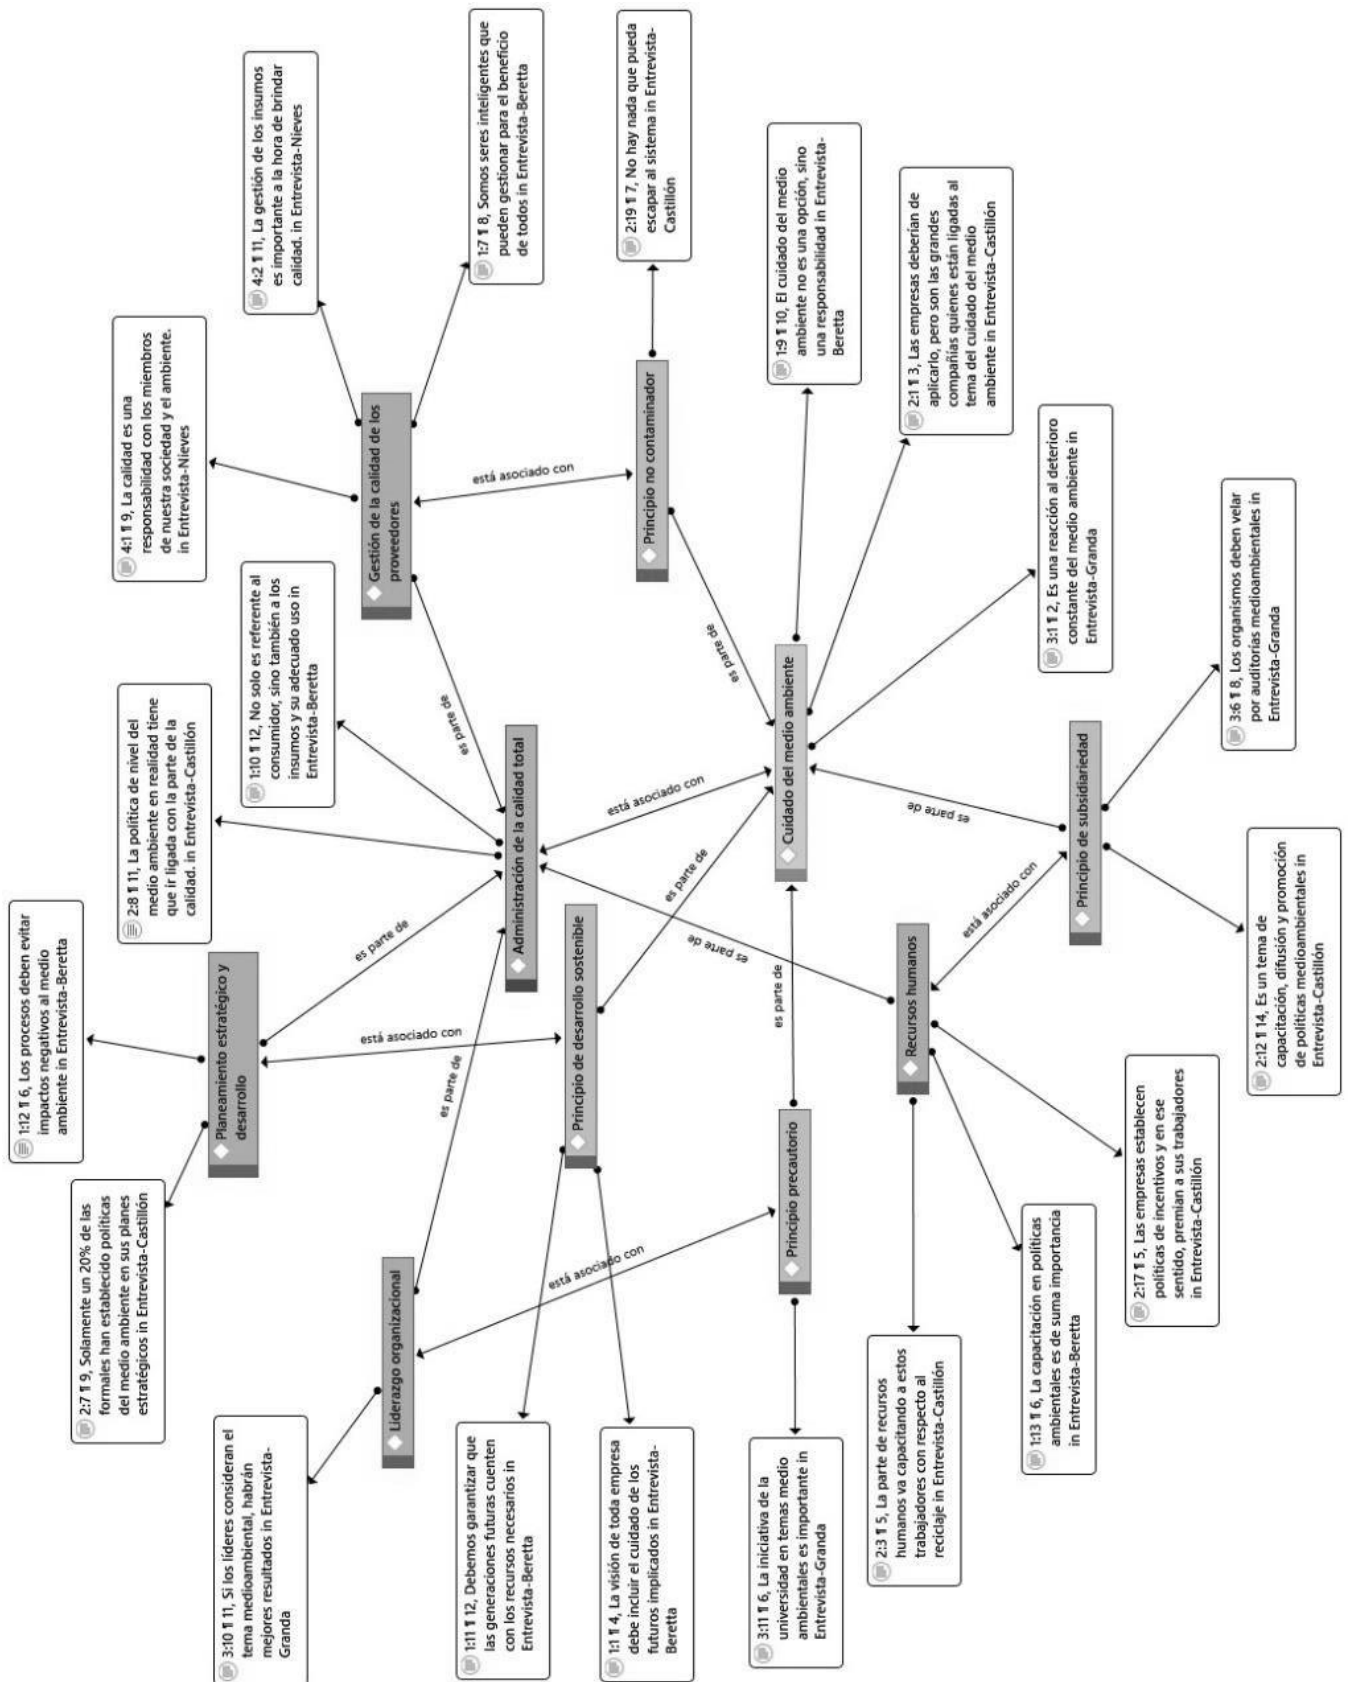 1:12 ¶ 6, Los procesos deben evitar
impactos negativos al medio
ambiente in Entrevista-Beretta
2:7 ¶ 9, Solamente un 20% de las
formales han establecido políticas
del medio ambiente en sus planes
estratégicos in Entrevista-Castillón
2:8 ¶ 11, La política de nivel del
medio ambiente en realidad tiene
que ir ligada con la parte de la
calidad. in Entrevista-Castillón
4:1 ¶ 9, La calidad es una
responsabilidad con los miembros
de nuestra sociedad y el ambiente.
in Entrevista-Nieves
3:10 ¶ 11, Si los líderes consideran el
tema medioambiental, habrán
mejores resultados in Entrevista-
Granda
Planeamiento estratégico y
desarrollo
1:10 ¶ 12, No solo es referente al
consumidor, sino también a los
insumos y su adecuado uso in
Entrevista-Beretta
4:2 ¶ 11, La gestión de los insumos
es importante a la hora de brindar
calidad. in Entrevista-Nieves
es parte de
está asociado con
Liderazgo organizacional
es parte de
es parte de
Gestión de la calidad de los
proveedores
1:7 ¶ 8, Somos seres inteligentes que
pueden gestionar para el beneficio
de todos in Entrevista-Beretta
1:11 ¶ 12, Debemos garantizar que
las generaciones futuras cuenten
con los recursos necesarios in
Entrevista-Beretta
Administración de la calidad total
está asociado con
está asociado con
Principio de desarrollo sostenible
1:1 ¶ 4, La visión de toda empresa
debe incluir el cuidado de los
futuros implicados in Entrevista-
Beretta
es parte de
es parte de
está asociado con
Principio no contaminador
2:19 ¶ 7, No hay nada que pueda
escapar al sistema in Entrevista-
Castillón
es parte de
3:11 ¶ 6, La iniciativa de la
universidad en temas medio
ambientales es importante in
Entrevista-Granda
Principio precautorio
es parte de
Cuidado del medio ambiente
1:9 ¶ 10, El cuidado del medio
ambiente no es una opción, sino
una responsabilidad in Entrevista-
Beretta
2:3 ¶ 5, La parte de recursos
humanos va capacitando a estos
trabajadores con respecto al
reciclaje in Entrevista-Castillón
Recursos humanos
es parte de
2:1 ¶ 3, Las empresas deberían de
aplicarlo, pero son las grandes
compañías quienes están ligadas al
tema del cuidado del medio
ambiente in Entrevista-Castillón
está asociado con
1:13 ¶ 6, La capacitación en políticas
ambientales es de suma importancia
in Entrevista-Beretta
Principio de subsidiariedad
3:1 ¶ 2, Es una reacción al deterioro
constante del medio ambiente in
Entrevista-Granda
2:17 ¶ 5, Las empresas establecen
políticas de incentivos y en ese
sentido, premian a sus trabajadores
in Entrevista-Castillón
2:12 ¶ 14, Es un tema de
capacitación, difusión y promoción
de políticas medioambientales in
Entrevista-Castillón
3:6 ¶ 8, Los organismos deben velar
por auditorías medioambientales in
Entrevista-Granda